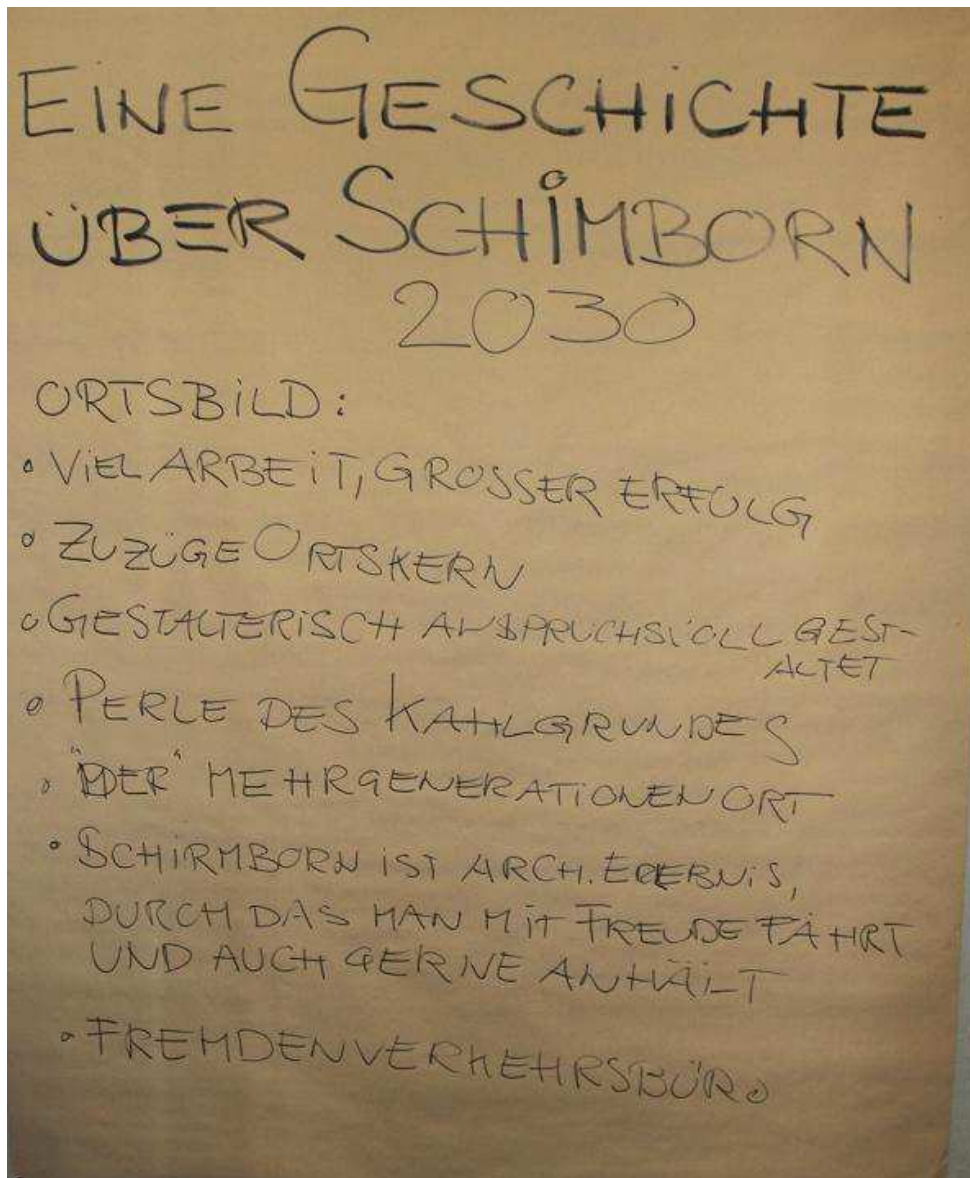 EINE GESCHICHTE
ÜBER SCHIMBORN
2030
ORTSBILD:
• VIEL ARBEIT, GROSSER ERFOLG
• ZUZÜGE ORTSKERN
• GESTALTERISCH ANSPRUCHSVOLL GEST-
ALTET
• PERLE DES KAHLGRUNDES
• "DER" MEHRGENERATIONENORT
• SCHIRMBORN IST ARCH. ERLEBNIS,
DURCH DAS MAN MIT FREUDE FÄHRT
UND AUCH GERNE ANHÄLT
• FREMDENVERKEHRSBÜRO